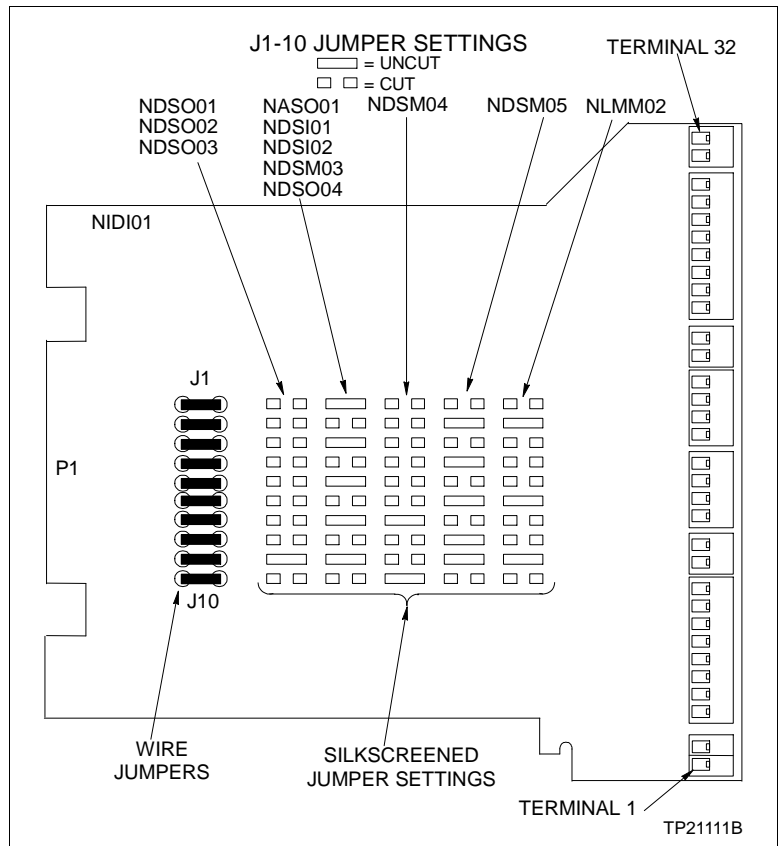 J1-10 JUMPER SETTINGS
= UNCUT
= CUT
TERMINAL 32
NDSO01
NDSO02
NDSO03
NASO01
NDSI01
NDSI02
NDSM03
NDSO04
NDSM04
NDSM05
NLMM02
NIDI01
J1
P1
J10
WIRE
JUMPERS
SILKSCREENED
JUMPER SETTINGS
TERMINAL 1
TP21111B